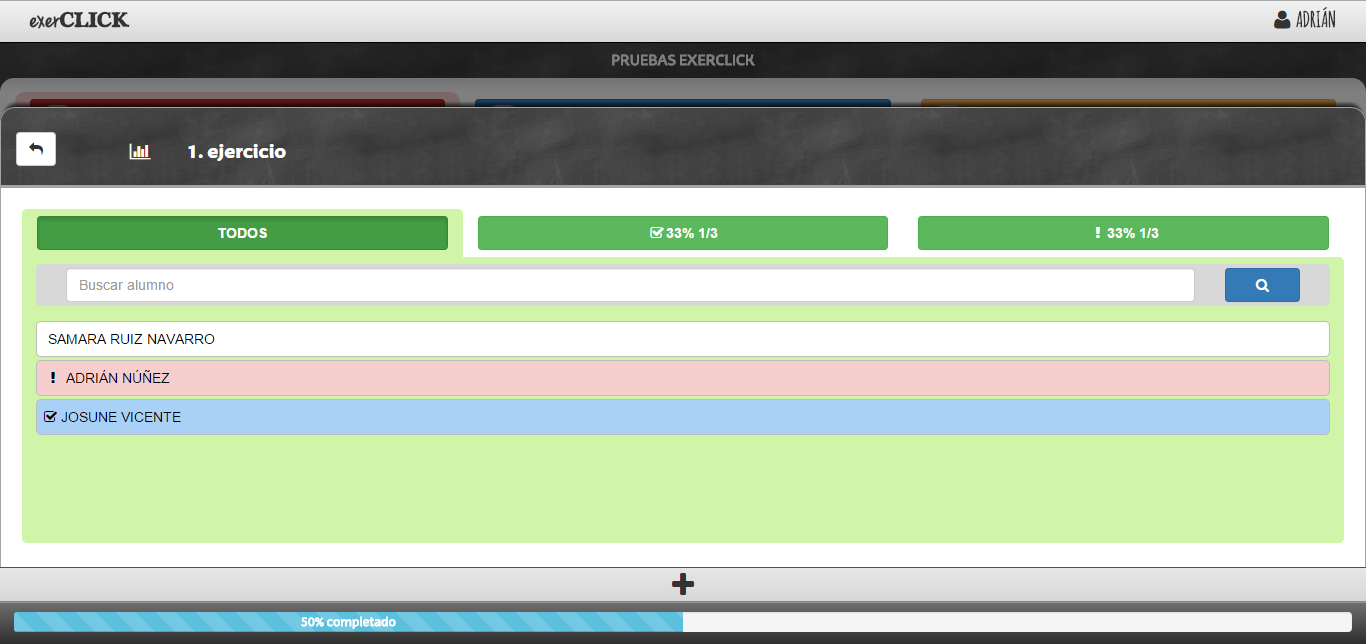 exerCLICK
ADRIÁN
PRUEBAS EXERCLICK
1. ejercicio
TODOS
33% 1/3
! 33% 1/3
Buscar alumno
SAMARA RUIZ NAVARRO
! ADRIÁN NÚÑEZ
JOSUNE VICENTE
50% completado